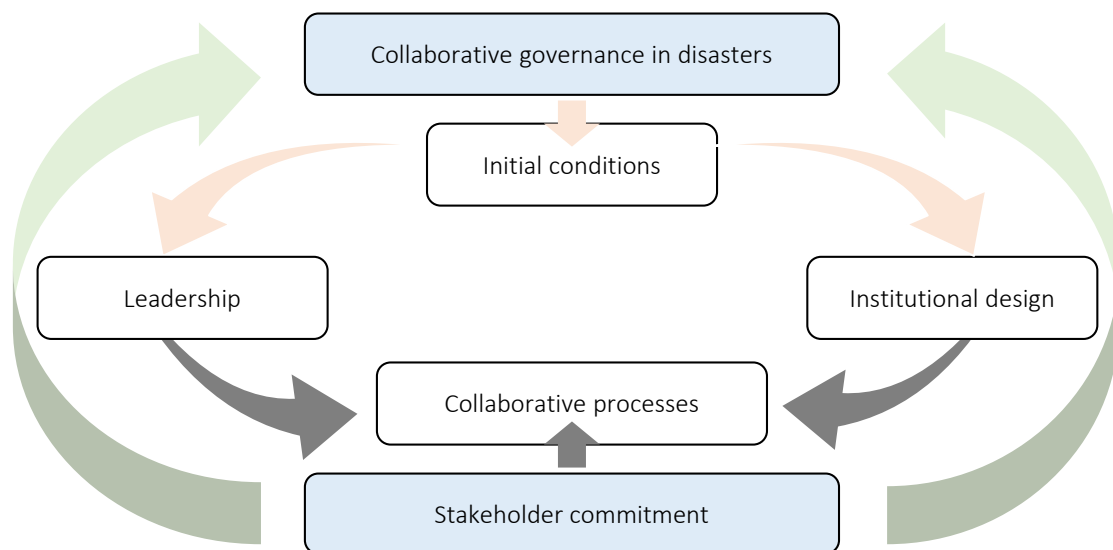 Collaborative governance in disasters
Initial conditions
Leadership
Institutional design
Collaborative processes
Stakeholder commitment